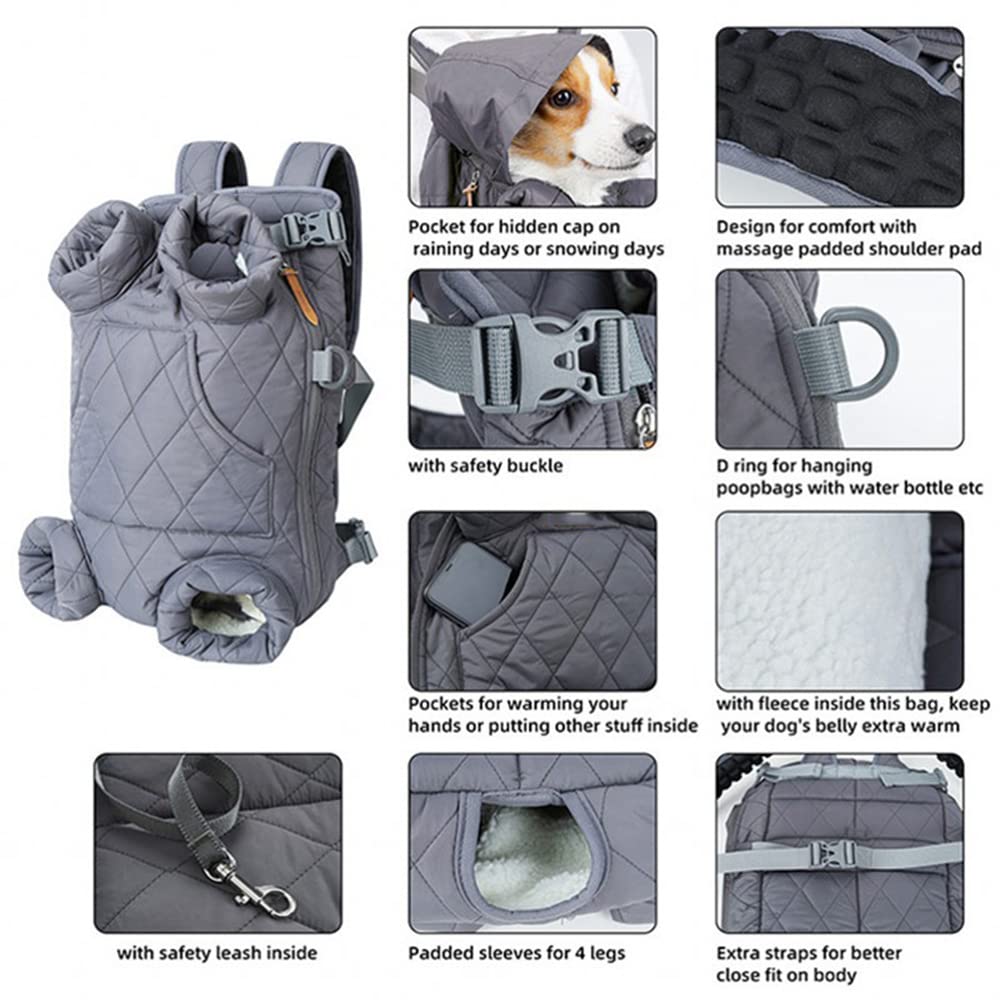 Pocket for hidden cap on
raining days or snowing days
Design for comfort with
massage padded shoulder pad
with safety buckle
D ring for hanging
poopbags with water bottle etc
Pockets for warming your
hands or putting other stuff inside
with fleece inside this bag, keep
your dog's belly extra warm
with safety leash inside
Padded sleeves for 4 legs
Extra straps for better
close fit on body